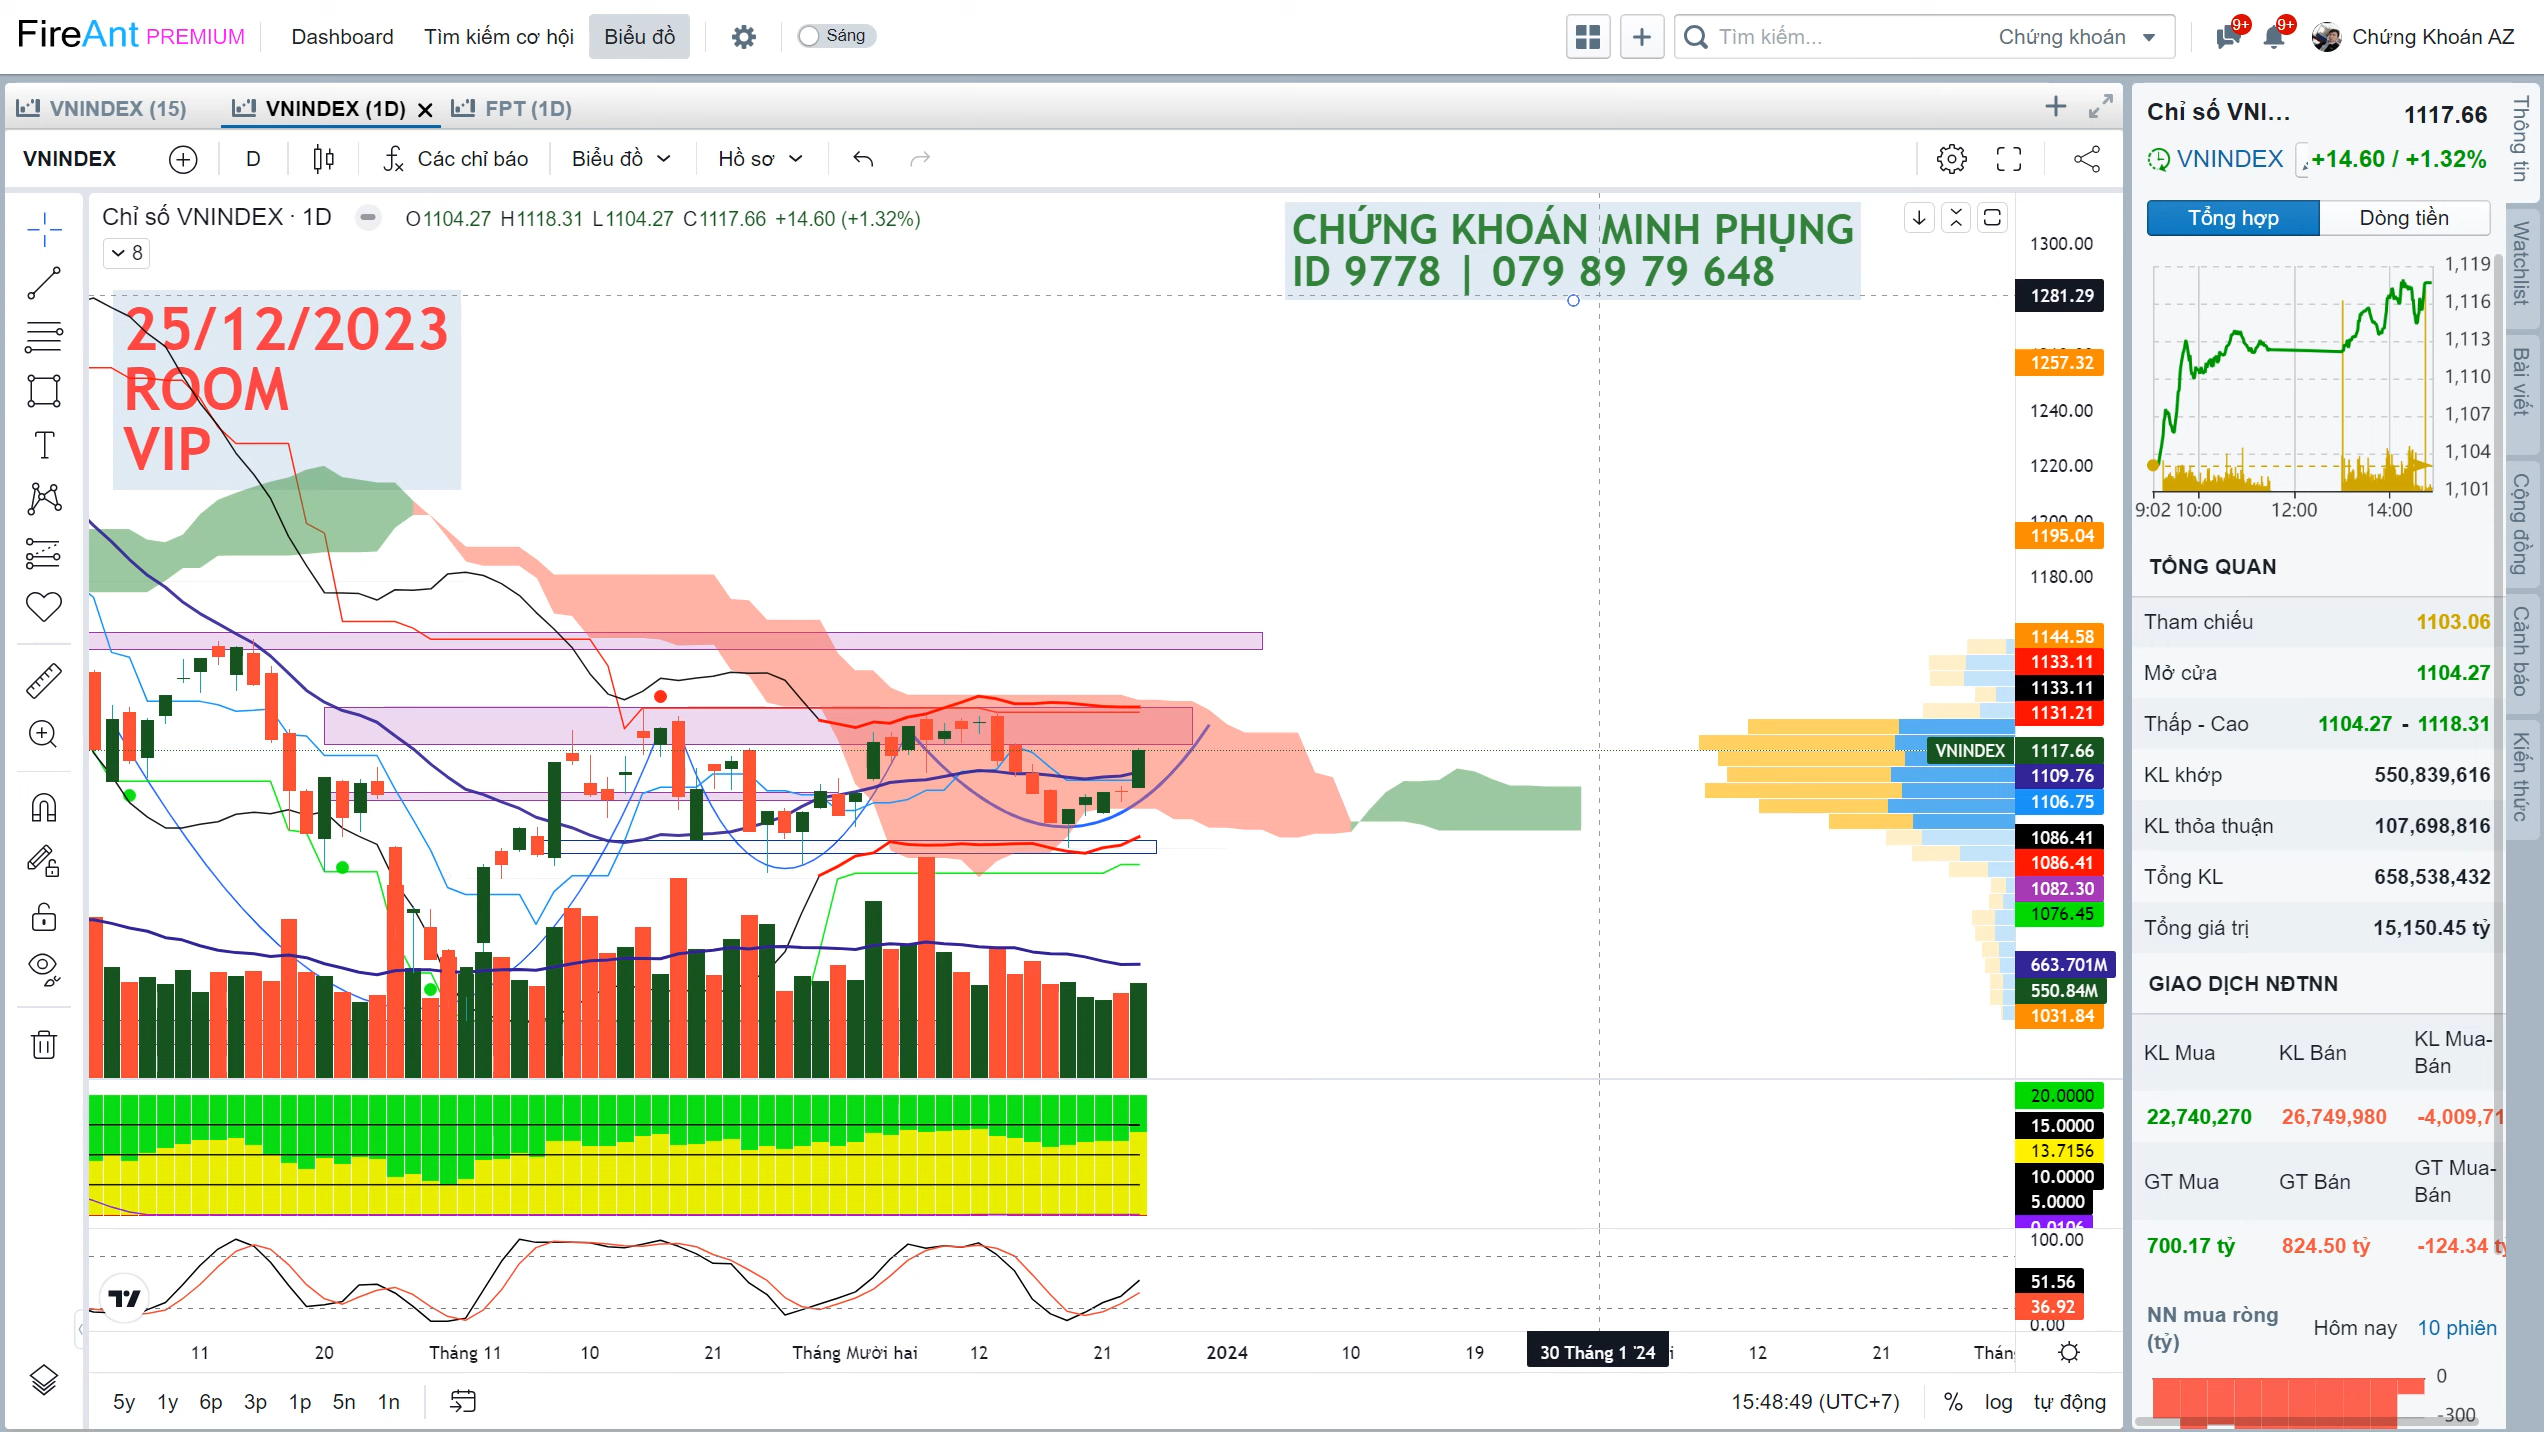 FireAnt PREMIUM
Dashboard
Tìm kiếm cơ hội
Biểu đồ
Sáng
Tìm kiếm...
Chứng khoán
9+
9+
Chứng Khoán AZ
VNINDEX (15)
VNINDEX (1D)
FPT (1D)
VNINDEX
D
Các chỉ báo
Biểu đồ
Hồ sơ
Chỉ số VNINDEX · 1D
O1104.27 H1118.31 L1104.27 C1117.66 +14.60 (+1.32%)
8
25/12/2023
ROOM
VIP
CHỨNG KHOÁN MINH PHỤNG
ID 9778 | 079 89 79 648
1300.00
1281.29
1257.32
1240.00
1220.00
1195.04
1180.00
1144.58
1133.11
1133.11
1131.21
VNINDEX 1117.66
1109.76
1106.75
1086.41
1086.41
1082.30
1076.45
663.701M
550.84M
1031.84
20.0000
15.0000
13.7156
10.0000
5.0000
100.00
51.56
36.92
0.00
11
20
Tháng 11
10
21
Tháng Mười hai
12
21
2024
10
19
30 Tháng 1 '24
12
21
5y 1y 6p 3p 1p 5n 1n
15:48:49 (UTC+7)
% log tự động
Chỉ số VNI...
1117.66
VNINDEX
+14.60 / +1.32%
Tổng hợp
Dòng tiền
1,119
1,116
1,113
1,110
1,107
1,104
1,101
9:02 10:00 12:00 14:00
TỔNG QUAN
Tham chiếu 1103.06
Mở cửa 1104.27
Thấp - Cao 1104.27 - 1118.31
KL khớp 550,839,616
KL thỏa thuận 107,698,816
Tổng KL 658,538,432
Tổng giá trị 15,150.45 tỷ
GIAO DỊCH NĐTNN
KL Mua
KL Bán
KL Mua-
Bán
22,740,270 26,749,980 -4,009,71
GT Mua
GT Bán
GT Mua-
Bán
700.17 tỷ 824.50 tỷ -124.34 tỷ
NN mua ròng
(tỷ)
Hôm nay
10 phiên
0
-300
Thông tin
Watchlist
Bài viết
Cộng đồng
Cảnh báo
Kiến thức